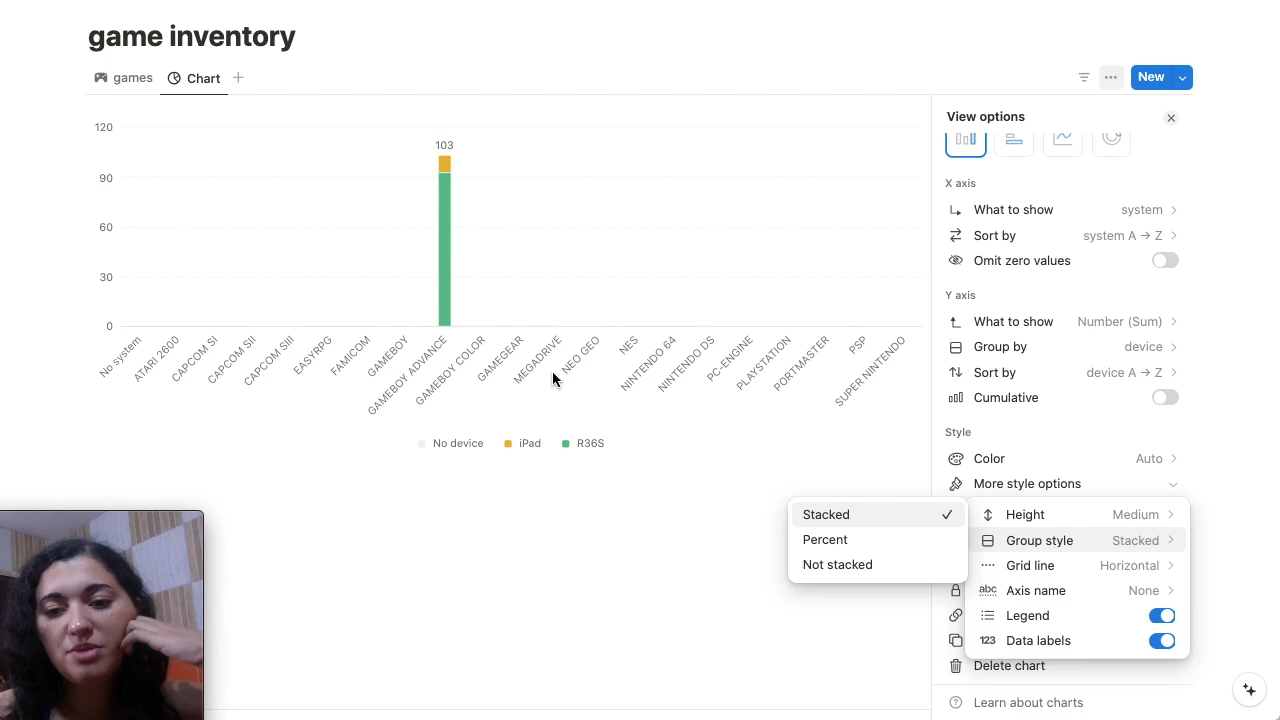 game inventory
games
Chart
New
View options
120
103
90
60
30
0
No system
ATARI 2600
CAPCOM SI
CAPCOM SII
CAPCOM SIII
EASYRPG
FAMICOM
GAMEBOY
GAMEBOY ADVANCE
GAMEBOY COLOR
GAMEGEAR
MEGADRIVE
NEO GEO
NES
NINTENDO 64
NINTENDO DS
PC-ENGINE
PLAYSTATION
PORTMASTER
PSP
SUPER NINTENDO
No device
iPad
R36S
X axis
What to show system
Sort by system A → Z
Omit zero values
Y axis
What to show Number (Sum)
Group by device
Sort by device A → Z
Cumulative
Style
Color Auto
More style options
Stacked
Percent
Not stacked
Height Medium
Group style Stacked
Grid line Horizontal
abc Axis name None
Legend
123 Data labels
Delete chart
Learn about charts